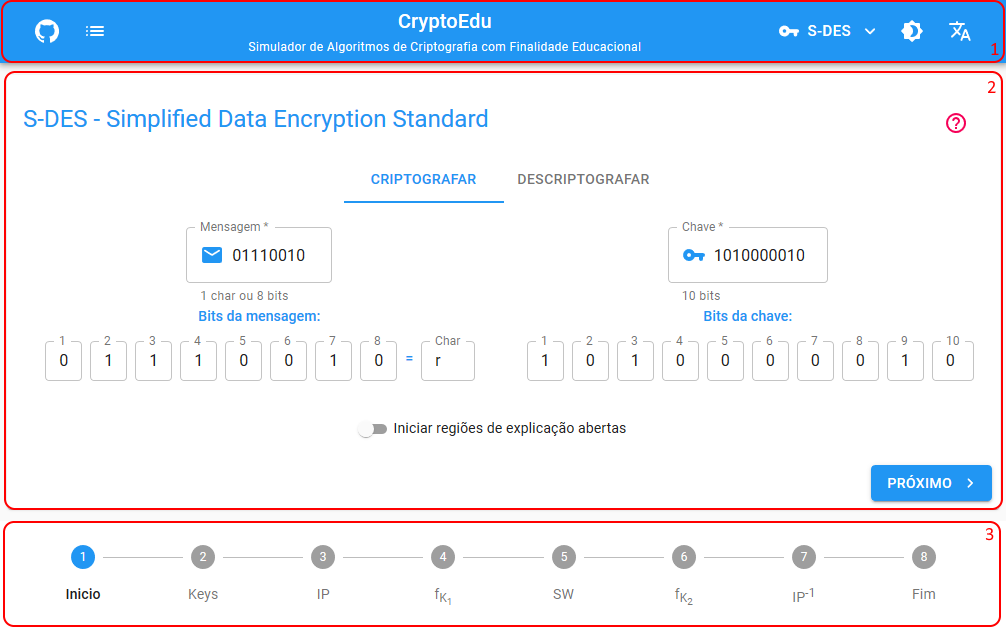 CryptoEdu
Simulador de Algoritmos de Criptografia com Finalidade Educacional
S-DES
1
2
S-DES - Simplified Data Encryption Standard
CRIPTOGRAFAR DESCRIPTOGRAFAR
Mensagem * Chave *
01110010 1010000010
1 char ou 8 bits 10 bits
Bits da mensagem: Bits da chave:
1 2 3 4 5 6 7 8 Char 1 2 3 4 5 6 7 8 9 10
0 1 1 1 0 0 1 0 = r 1 0 1 0 0 0 0 0 1 0
Iniciar regiões de explicação abertas
PRÓXIMO
3
1 2 3 4 5 6 7 8
Inicio Keys IP fK1 SW fK2 IP-1 Fim